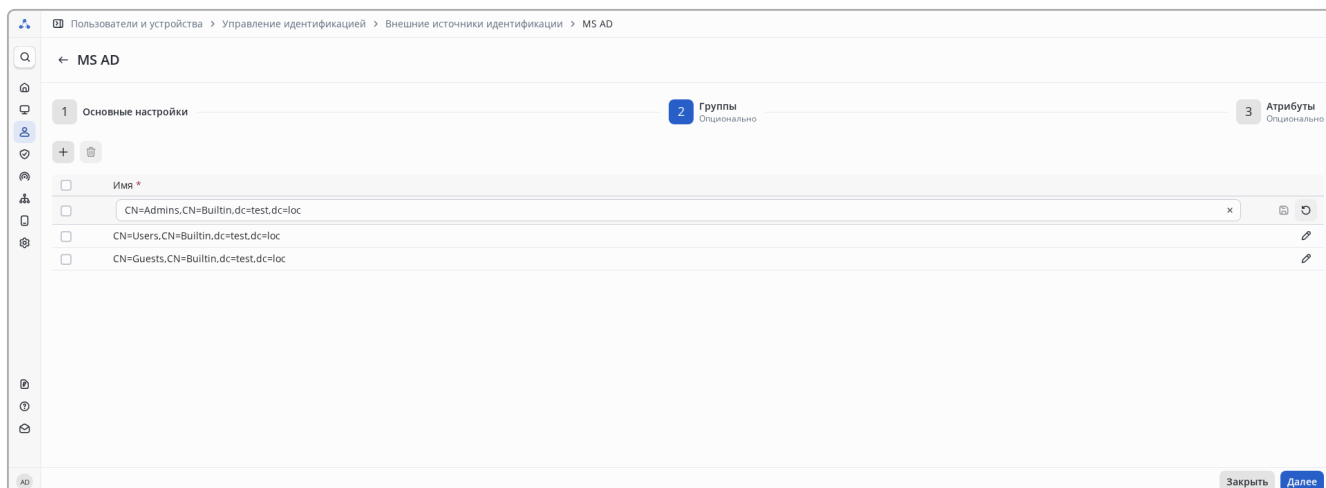 Пользователи и устройства > Управление идентификацией > Внешние источники идентификации > MS AD
← MS AD
1 Основные настройки
2 Группы
Опционально
3 Атрибуты
Опционально
Имя *
CN=Admins,CN=Builtin,dc=test,dc=loc
CN=Users,CN=Builtin,dc=test,dc=loc
CN=Guests,CN=Builtin,dc=test,dc=loc
AD
Закрыть Далее